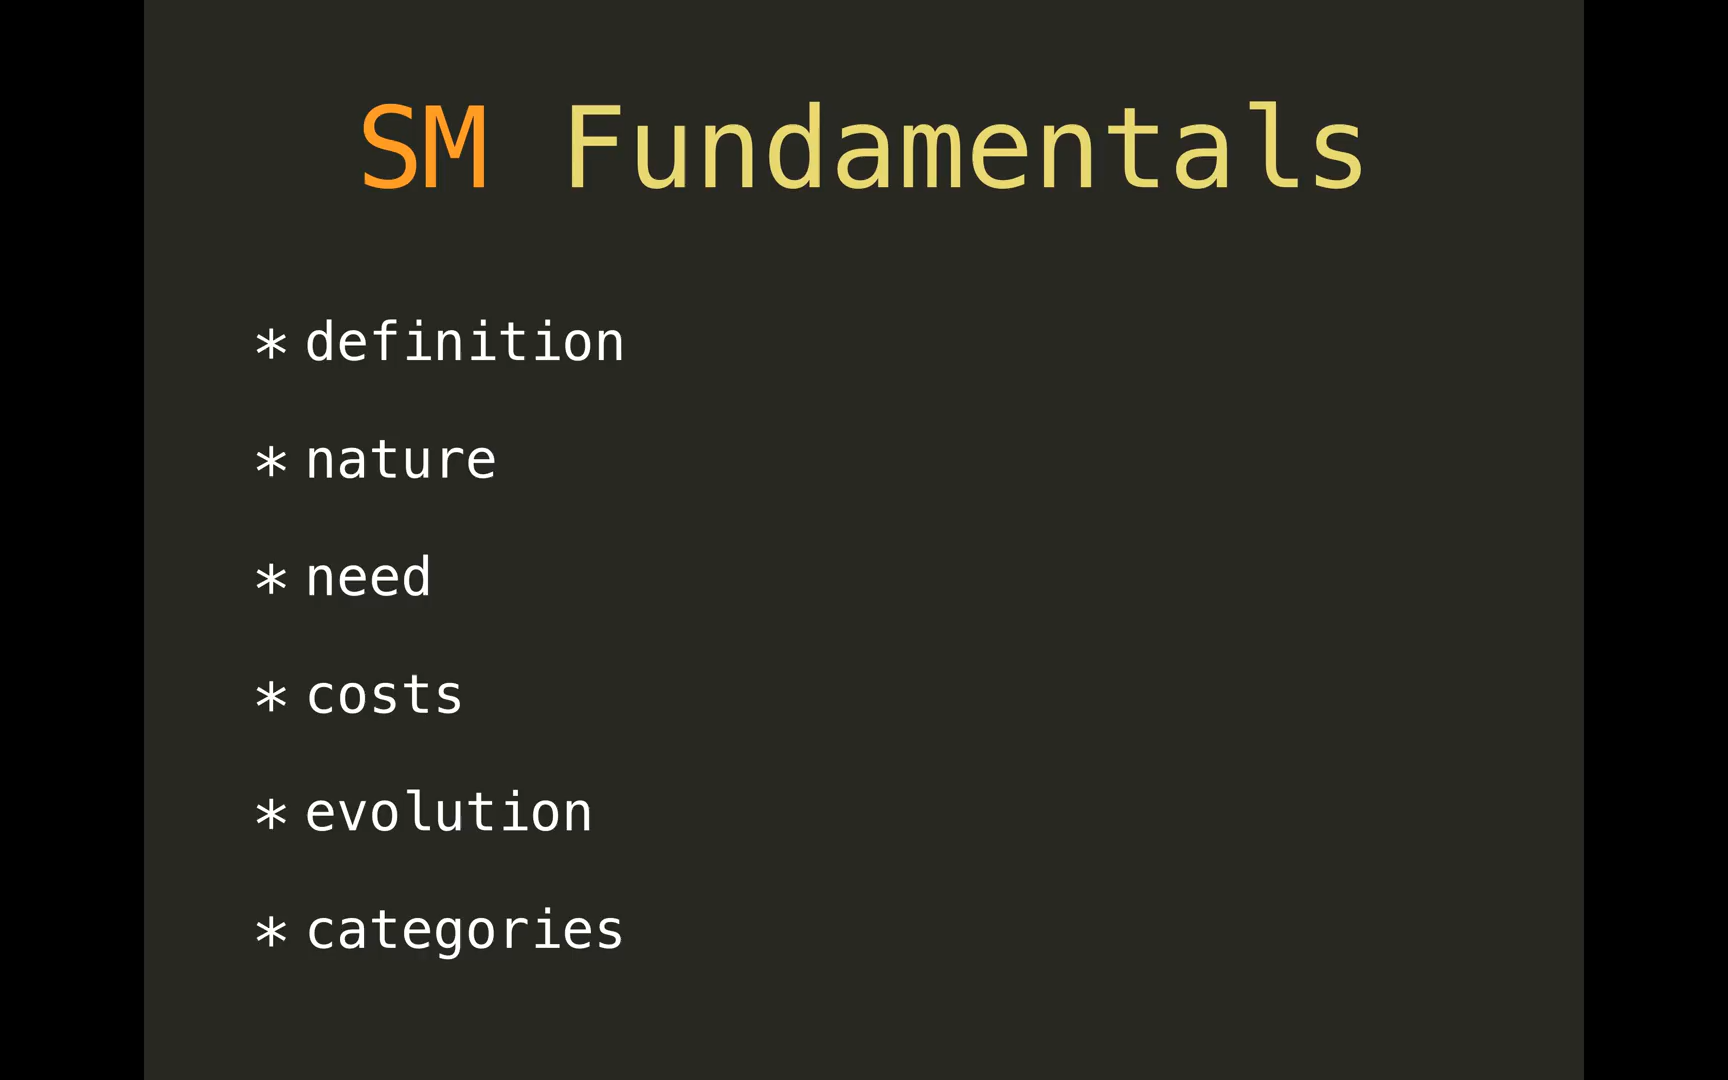 SM Fundamentals
* definition
* nature
* need
* costs
* evolution
* categories